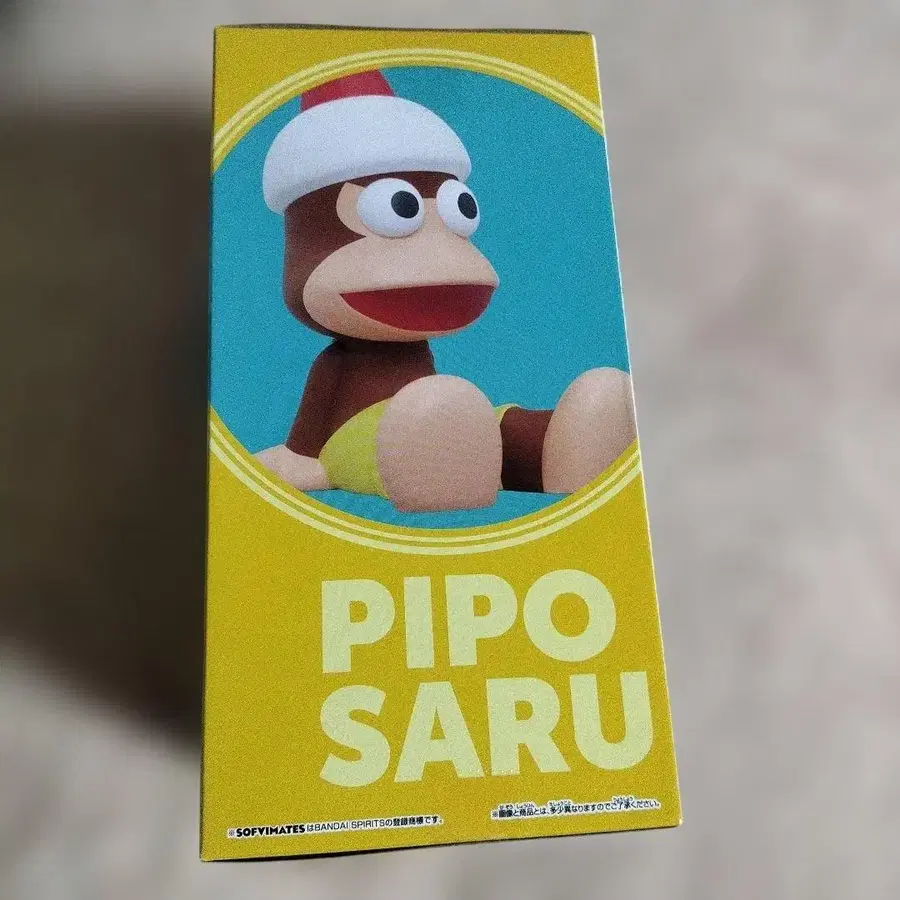 PIPO
SARU
※SOFVIMATESはBANDAI SPIRITSの登録商標です。
※画像と商品とは、多少異なりますのでご了承ください。